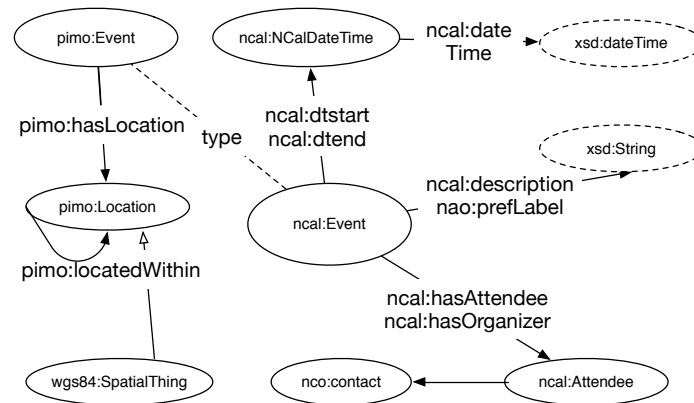 pimo:Event
ncal:NCalDateTime
ncal:date
Time
xsd:dateTime
pimo:hasLocation
type
ncal:dtstart
ncal:dtend
xsd:String
pimo:Location
ncal:Event
ncal:description
nao:prefLabel
pimo:locatedWithin
ncal:hasAttendee
ncal:hasOrganizer
wgs84:SpatialThing
nco:contact
ncal:Attendee